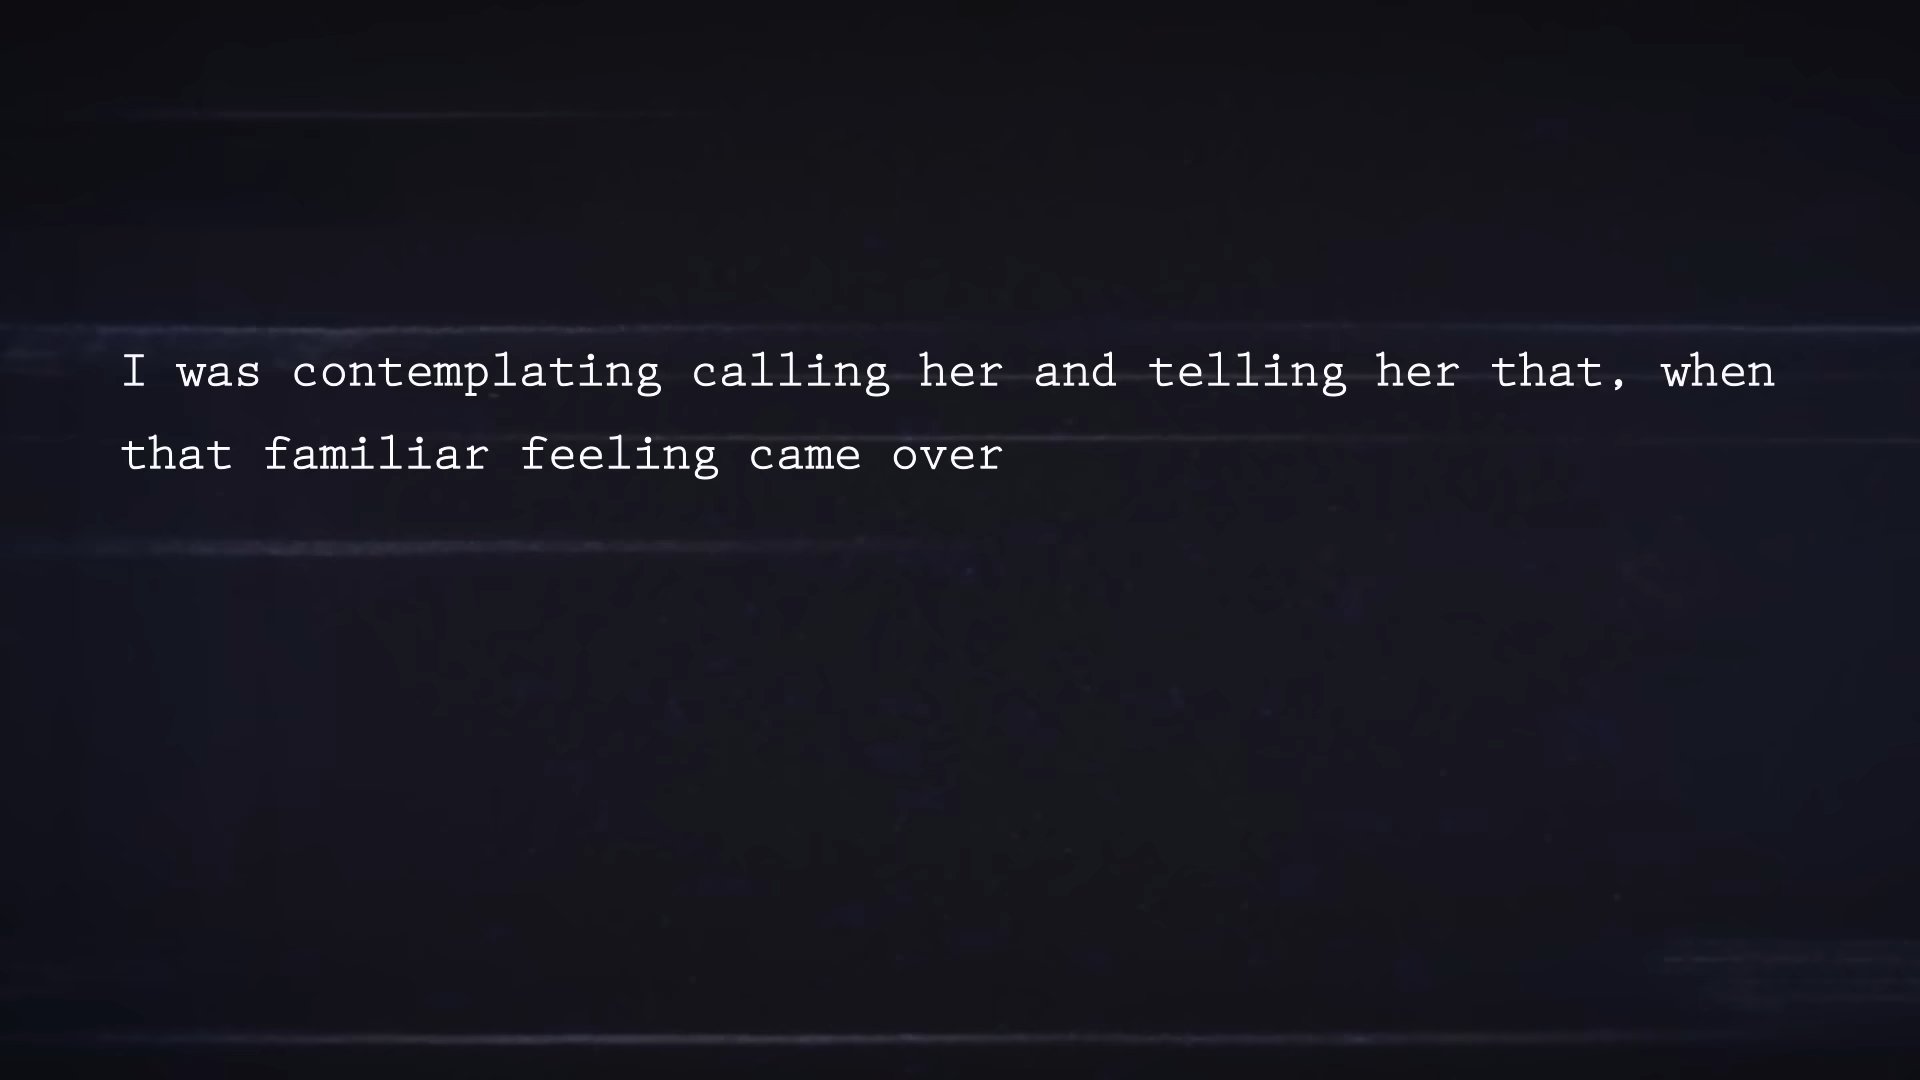 I was contemplating calling her and telling her that, when
that familiar feeling came over